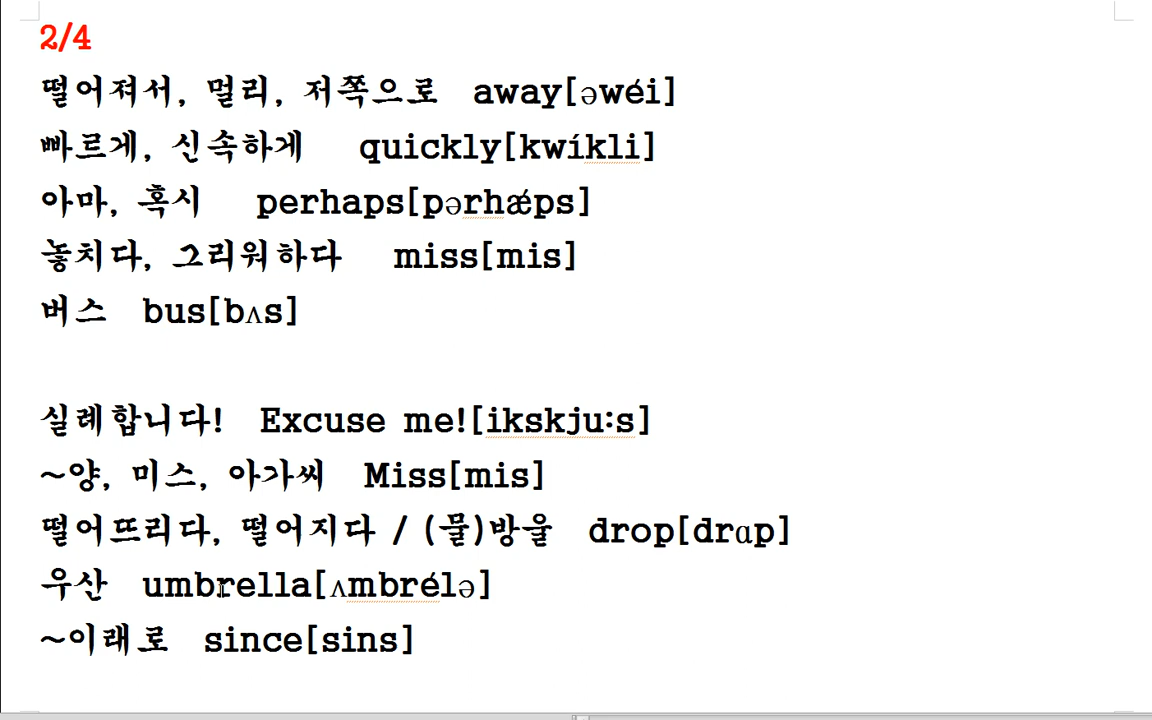 2/4
떨어져서, 멀리, 저쪽으로 away[əwéi]
빠르게, 신속하게 quickly[kwíkli]
아마, 혹시 perhaps[pərhǽps]
놓치다, 그리워하다 miss[mis]
버스 bus[bʌs]
실례합니다! Excuse me![ikskju:s]
~양, 미스, 아가씨 Miss[mis]
떨어뜨리다, 떨어지다 / (물)방울 drop[drɑp]
우산 umbrella[ʌmbrélə]
~이래로 since[sins]